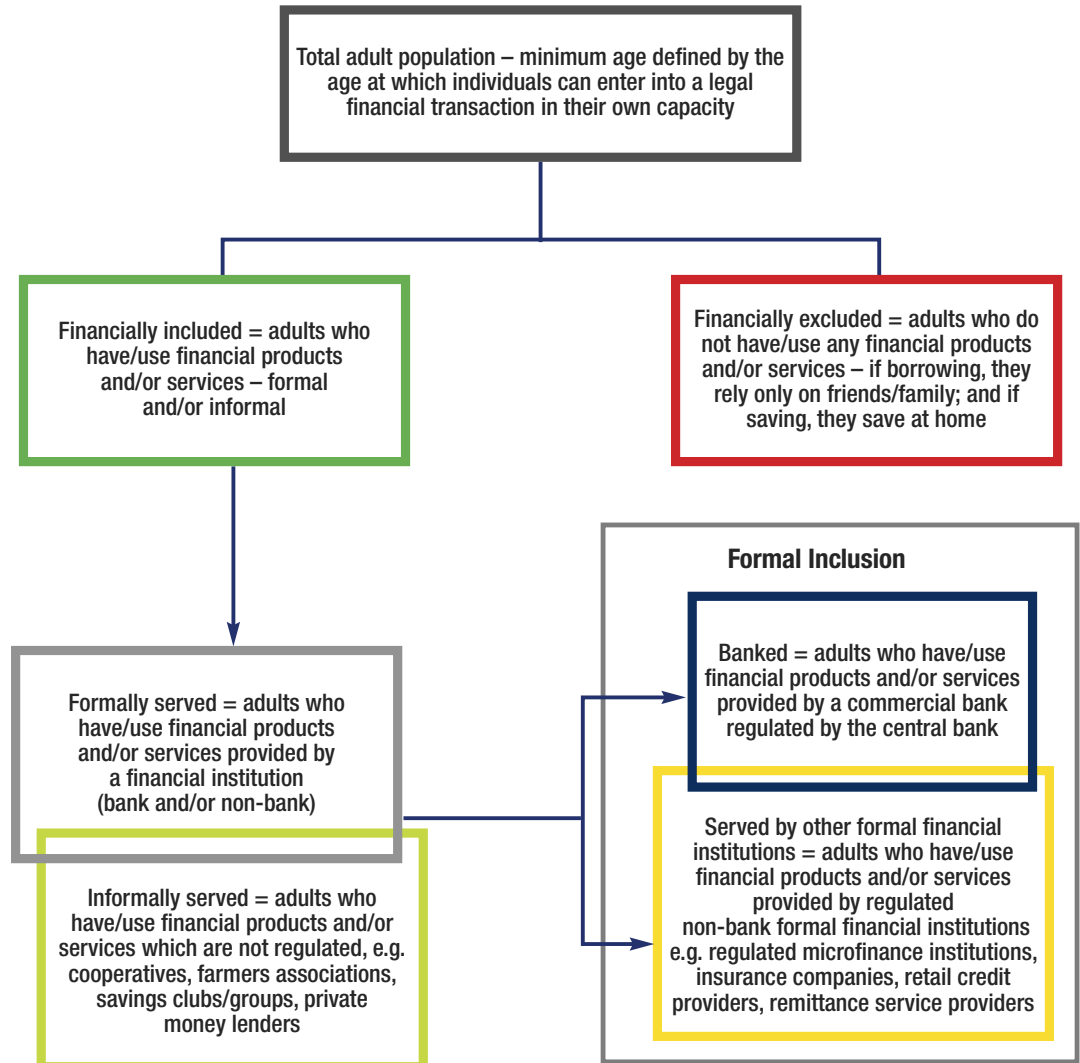 Total adult population – minimum age defined by the
age at which individuals can enter into a legal
financial transaction in their own capacity
Financially included = adults who
have/use financial products
and/or services – formal
and/or informal
Financially excluded = adults who do
not have/use any financial products
and/or services – if borrowing, they
rely only on friends/family; and if
saving, they save at home
Formally served = adults who
have/use financial products
and/or services provided by
a financial institution
(bank and/or non-bank)
Informally served = adults who
have/use financial products and/or
services which are not regulated, e.g.
cooperatives, farmers associations,
savings clubs/groups, private
money lenders
Formal Inclusion
Banked = adults who have/use
financial products and/or services
provided by a commercial bank
regulated by the central bank
Served by other formal financial
institutions = adults who have/use
financial products and/or services
provided by regulated
non-bank formal financial institutions
e.g. regulated microfinance institutions,
insurance companies, retail credit
providers, remittance service providers